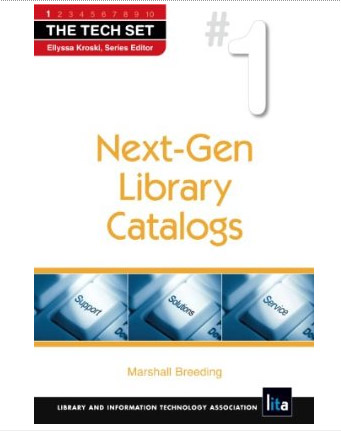 1 2 3 4 5 6 7 8 9 10
THE TECH SET
Ellyssa Kroski, Series Editor
#1
Next-Gen
Library
Catalogs
Support
Solutions
Service
Marshall Breeding
LIBRARY AND INFORMATION TECHNOLOGY ASSOCIATION lita